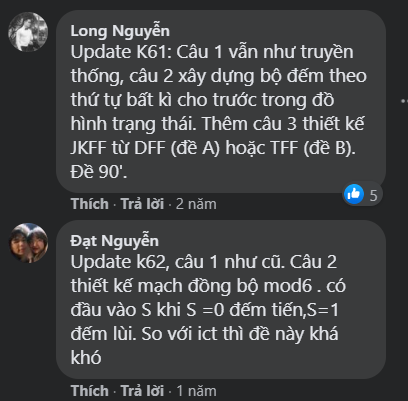 Long Nguyễn
Update K61: Câu 1 vẫn như truyền
thống, câu 2 xây dựng bộ đếm theo
thứ tự bất kì cho trước trong đồ
hình trạng thái. Thêm câu 3 thiết kế
JKFF từ DFF (đề A) hoặc TFF (đề B).
Đề 90'.
5
Thích · Trả lời · 2 năm
Đạt Nguyễn
Update k62, câu 1 như cũ. Câu 2
thiết kế mạch đồng bộ mod6 . có
đầu vào S khi S =0 đếm tiến,S=1
đếm lùi. So với ict thì đề này khá
khó
Thích · Trả lời · 1 năm